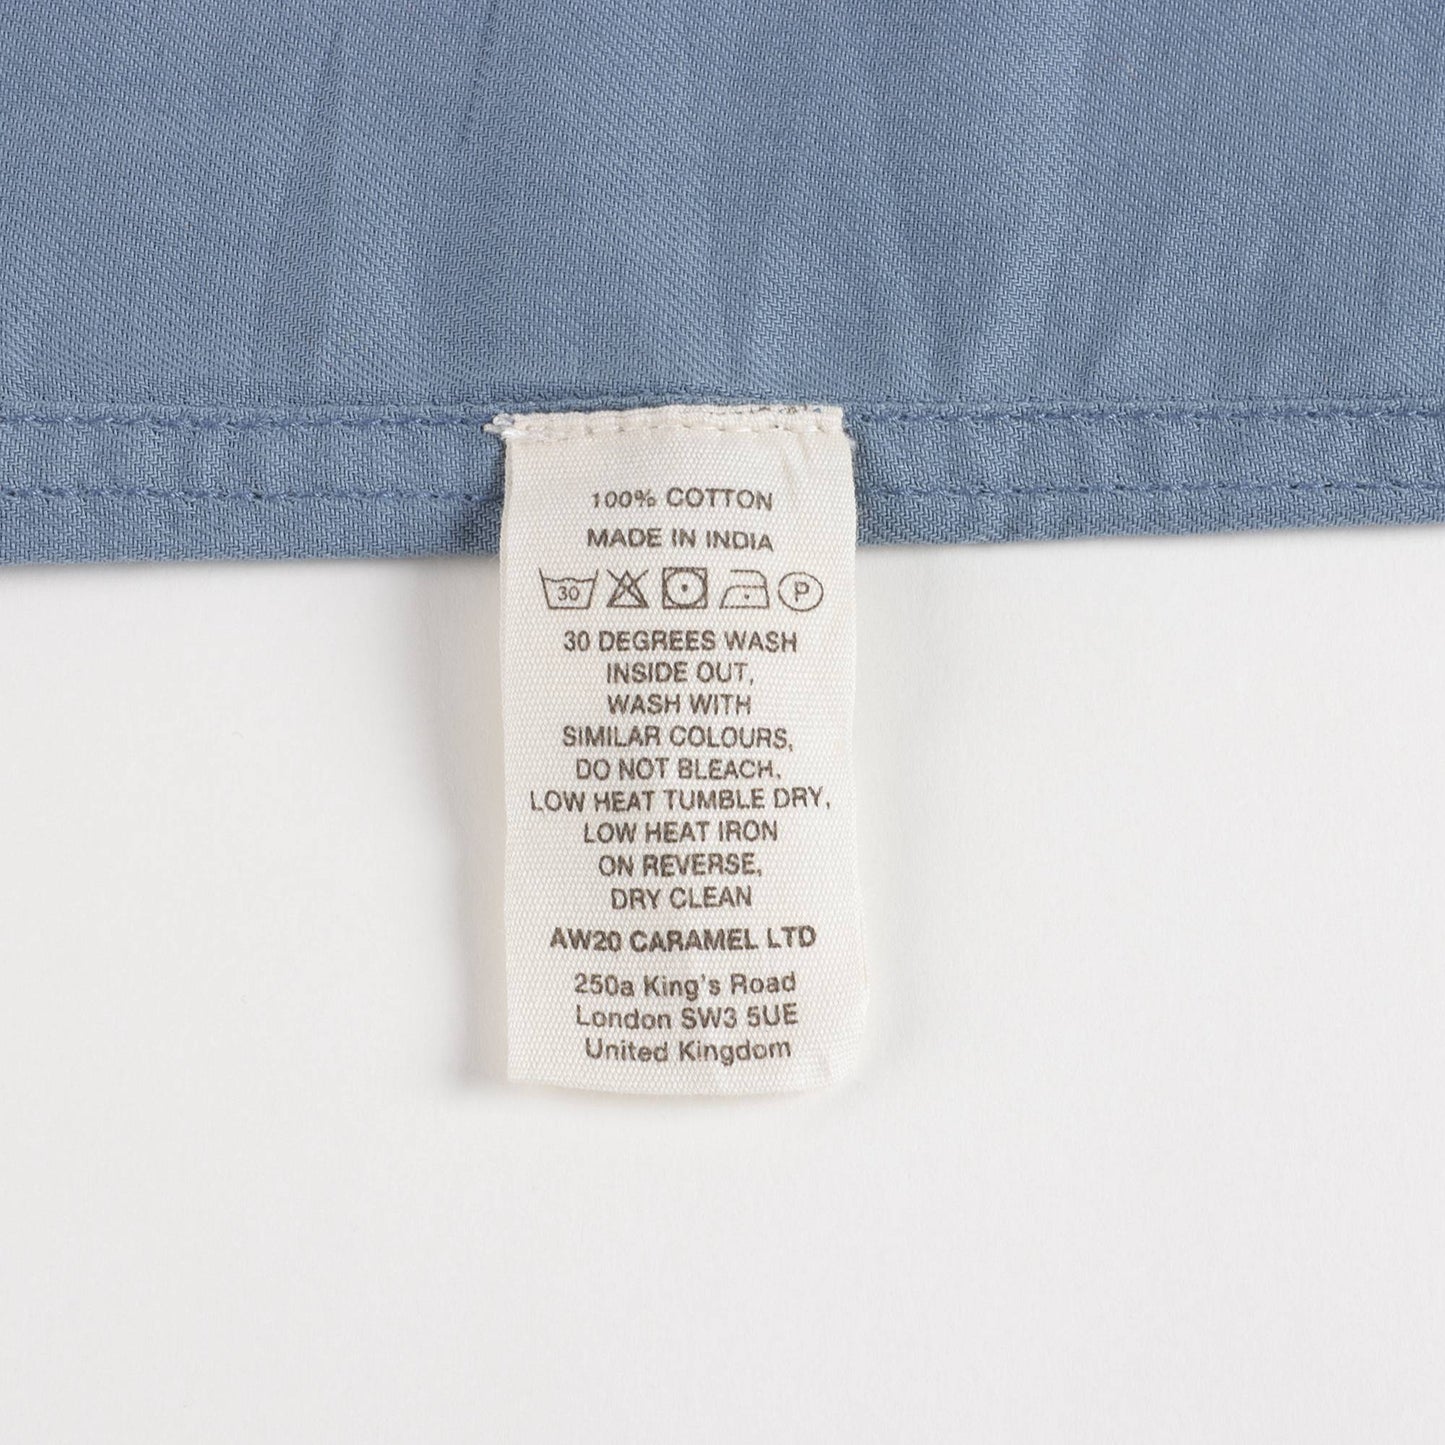 100% COTTON
MADE IN INDIA
30 P
30 DEGREES WASH
INSIDE OUT,
WASH WITH
SIMILAR COLOURS,
DO NOT BLEACH,
LOW HEAT TUMBLE DRY,
LOW HEAT IRON
ON REVERSE,
DRY CLEAN
AW20 CARAMEL LTD
250a King's Road
London SW3 5UE
United Kingdom